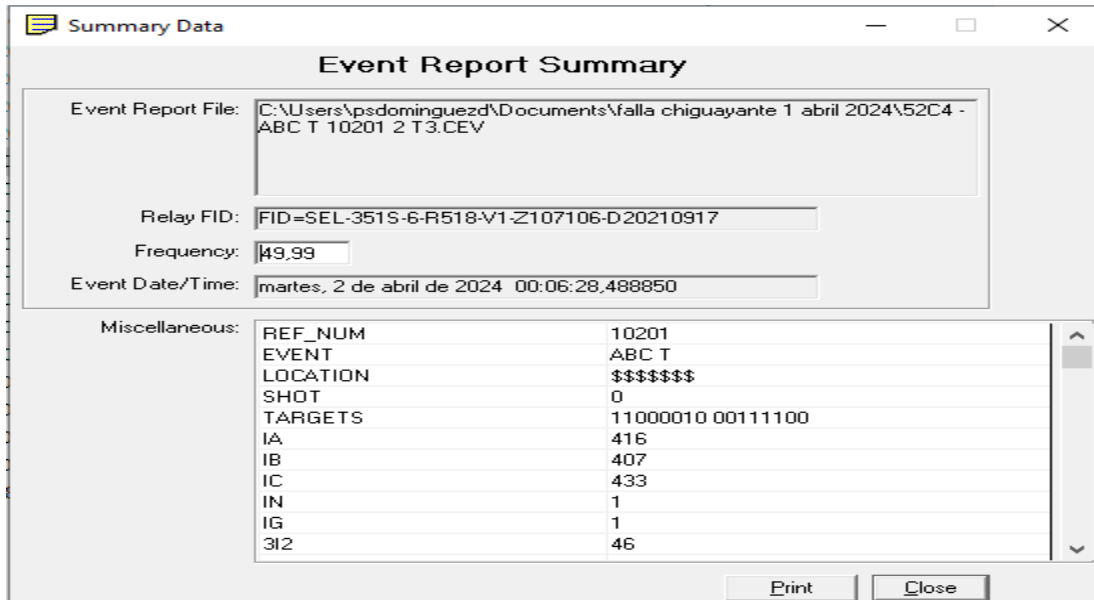 Summary Data
Event Report Summary
Event Report File: C:\Users\psdominguezd\Documents\falla chiguayante 1 abril 2024\52C4 -
ABC T 10201 2 T3.CEV
Relay FID: FID=SEL-351S-6-R518-V1-Z107106-D20210917
Frequency: 49,99
Event Date/Time: martes, 2 de abril de 2024 00:06:28,488850
Miscellaneous:
REF_NUM 10201
EVENT ABC T
LOCATION $$$$$$$
SHOT 0
TARGETS 11000010 00111100
IA 416
IB 407
IC 433
IN 1
IG 1
3I2 46
Print Close